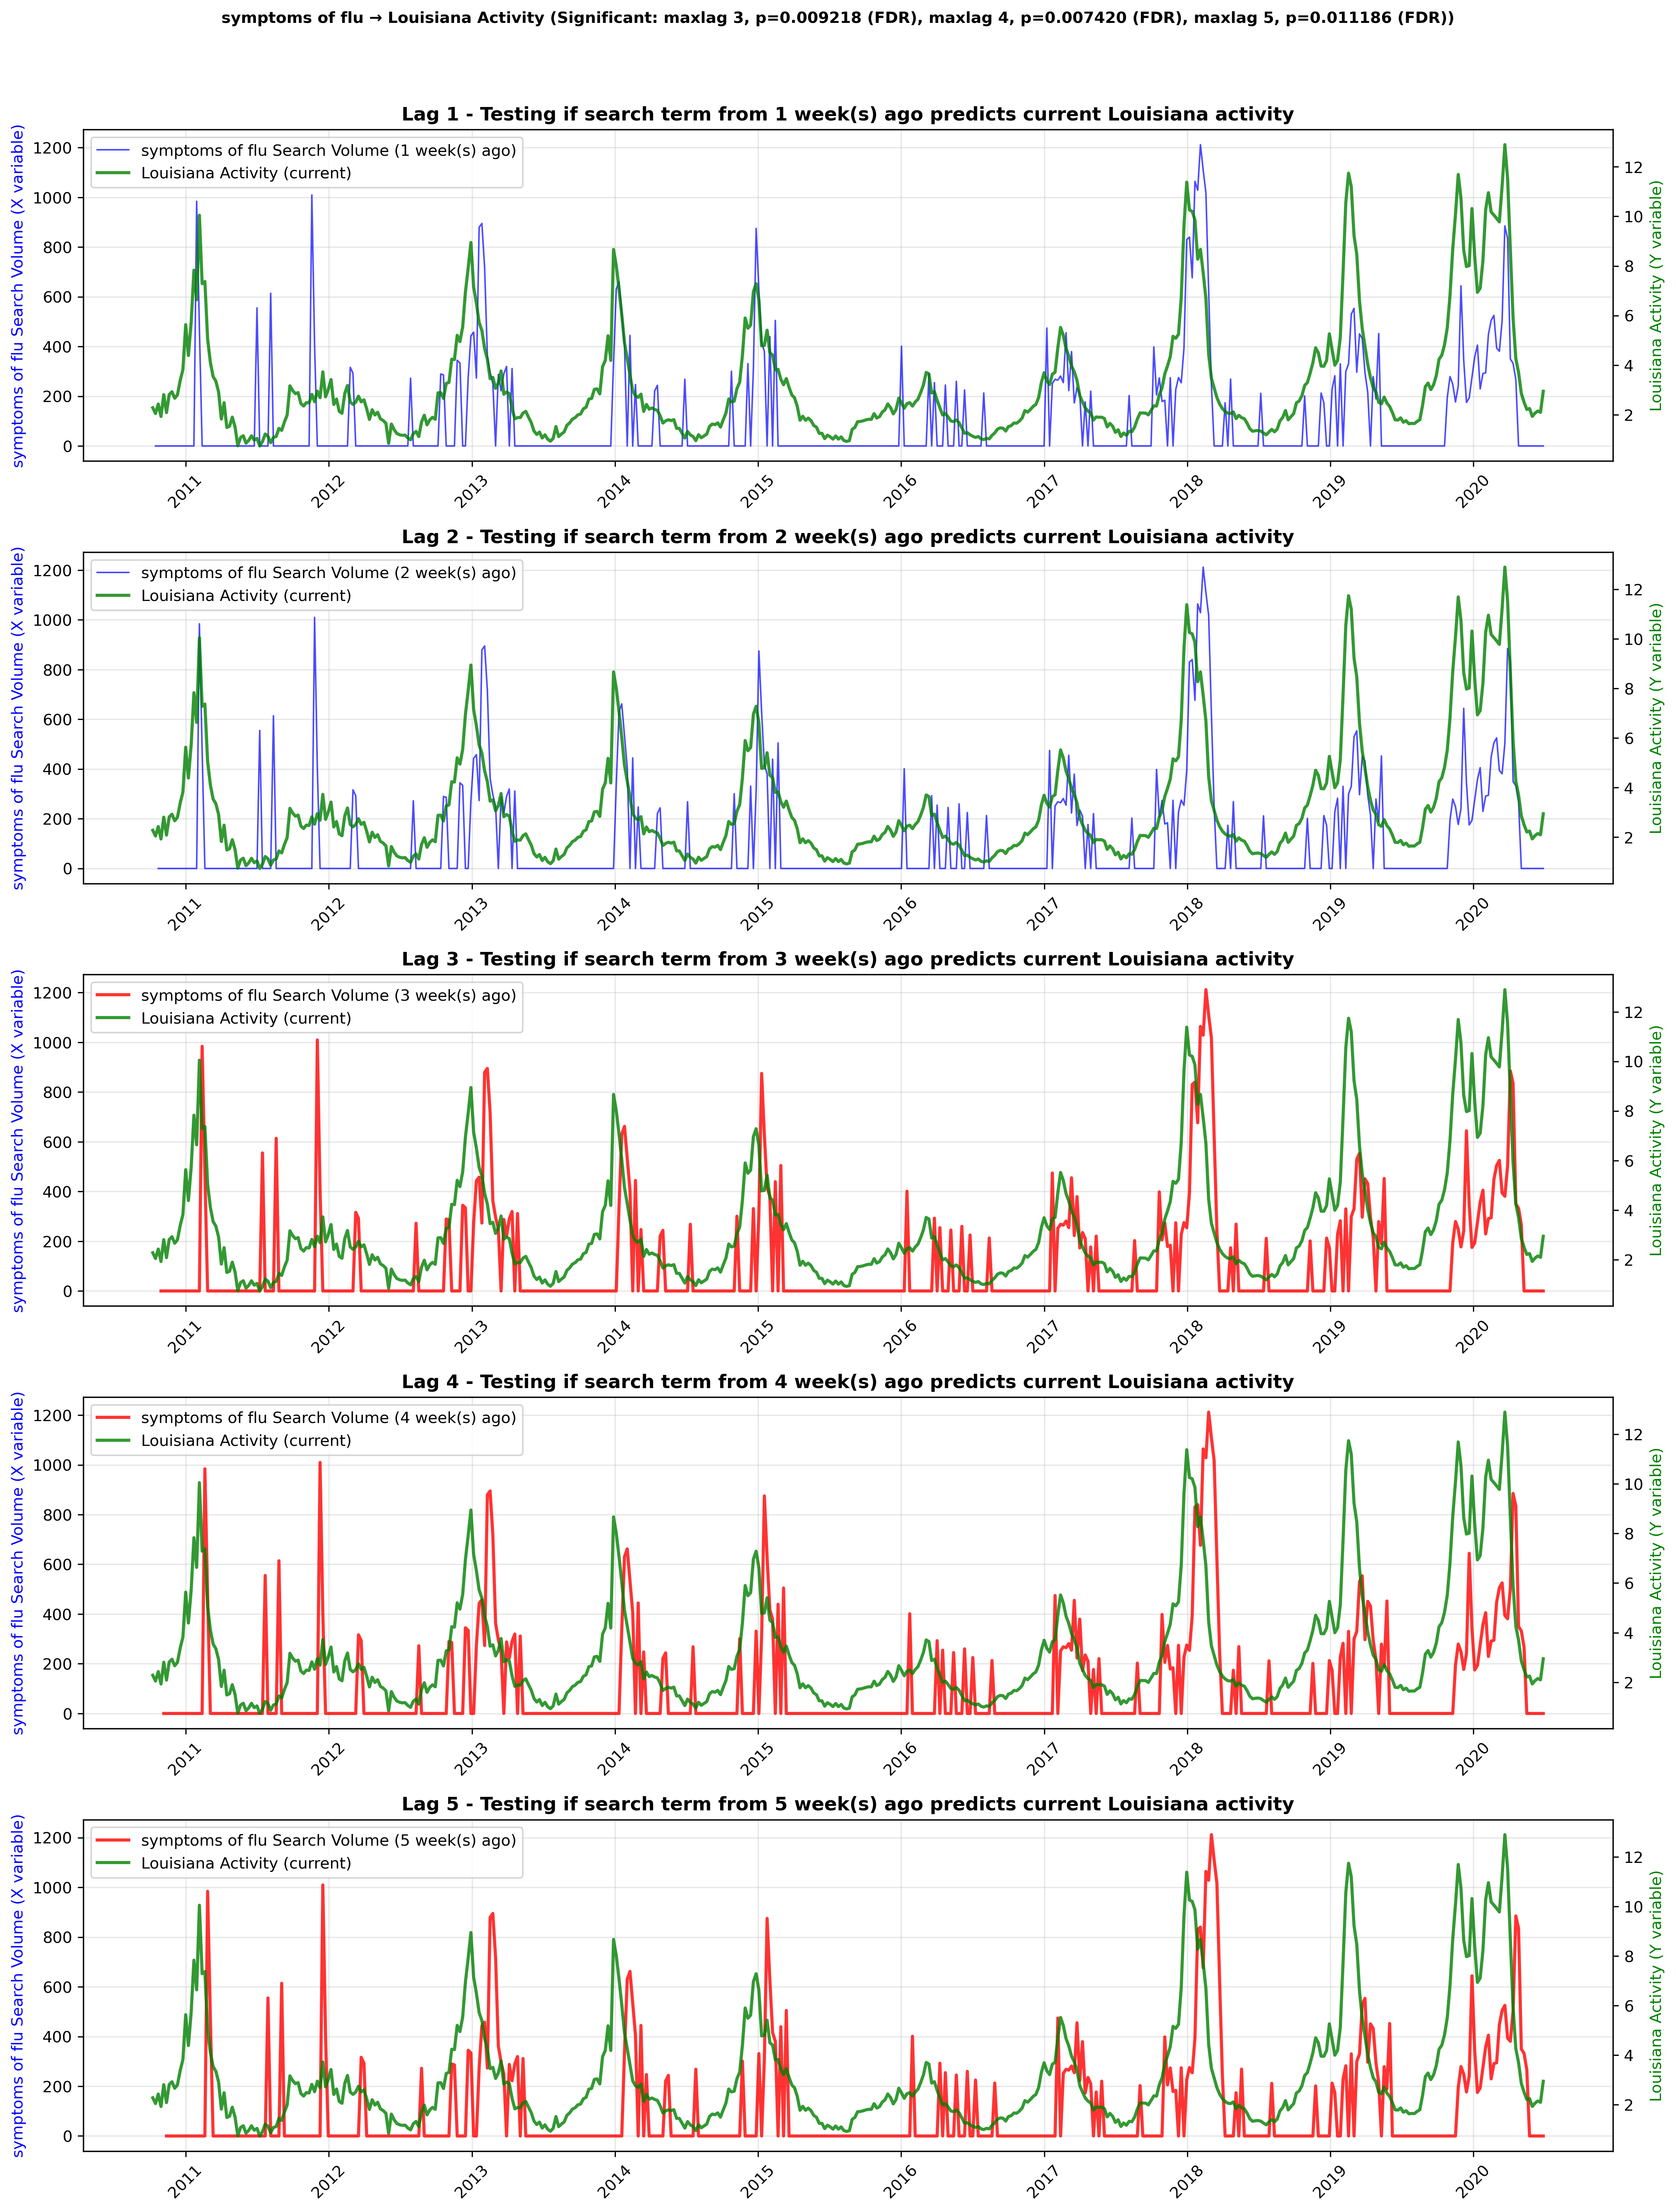 symptoms of flu → Louisiana Activity (Significant: maxlag 3, p=0.009218 (FDR), maxlag 4, p=0.007420 (FDR), maxlag 5, p=0.011186 (FDR))
Lag 1 - Testing if search term from 1 week(s) ago predicts current Louisiana activity
symptoms of flu Search Volume (X variable)
1200
1000
800
600
400
200
0
symptoms of flu Search Volume (1 week(s) ago)
Louisiana Activity (current)
12
10
8
6
4
2
Louisiana Activity (Y variable)
2011 2012 2013 2014 2015 2016 2017 2018 2019 2020
Lag 2 - Testing if search term from 2 week(s) ago predicts current Louisiana activity
symptoms of flu Search Volume (X variable)
1200
1000
800
600
400
200
0
symptoms of flu Search Volume (2 week(s) ago)
Louisiana Activity (current)
12
10
8
6
4
2
Louisiana Activity (Y variable)
2011 2012 2013 2014 2015 2016 2017 2018 2019 2020
Lag 3 - Testing if search term from 3 week(s) ago predicts current Louisiana activity
symptoms of flu Search Volume (X variable)
1200
1000
800
600
400
200
0
symptoms of flu Search Volume (3 week(s) ago)
Louisiana Activity (current)
12
10
8
6
4
2
Louisiana Activity (Y variable)
2011 2012 2013 2014 2015 2016 2017 2018 2019 2020
Lag 4 - Testing if search term from 4 week(s) ago predicts current Louisiana activity
symptoms of flu Search Volume (X variable)
1200
1000
800
600
400
200
0
symptoms of flu Search Volume (4 week(s) ago)
Louisiana Activity (current)
12
10
8
6
4
2
Louisiana Activity (Y variable)
2011 2012 2013 2014 2015 2016 2017 2018 2019 2020
Lag 5 - Testing if search term from 5 week(s) ago predicts current Louisiana activity
symptoms of flu Search Volume (X variable)
1200
1000
800
600
400
200
0
symptoms of flu Search Volume (5 week(s) ago)
Louisiana Activity (current)
12
10
8
6
4
2
Louisiana Activity (Y variable)
2011 2012 2013 2014 2015 2016 2017 2018 2019 2020